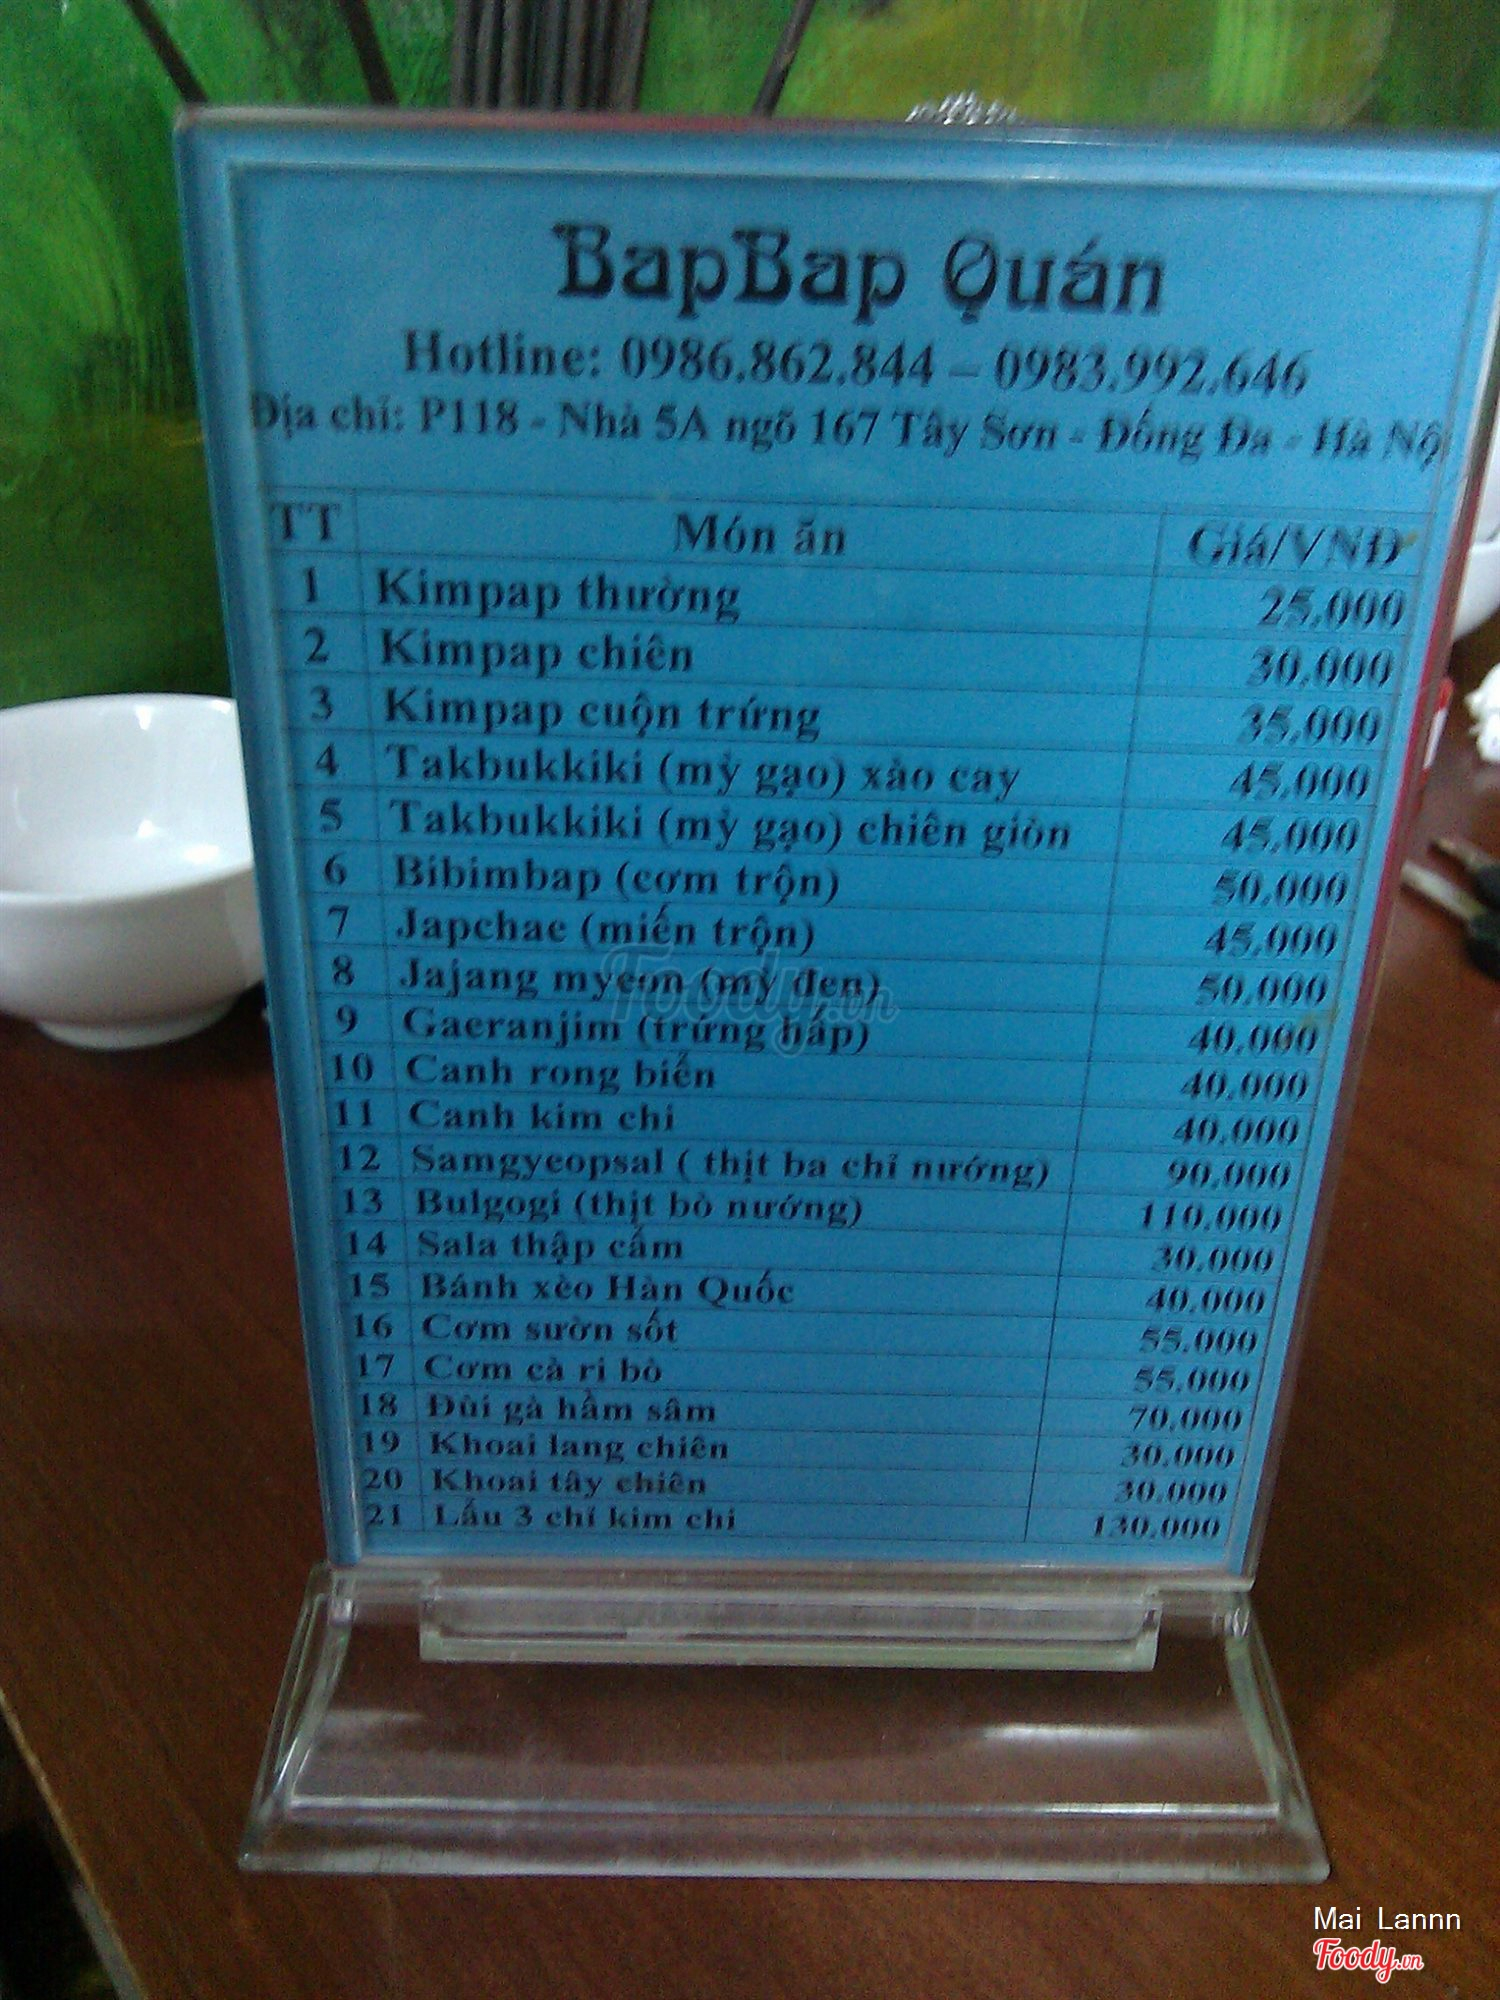 BapBap Quán
Hotline: 0986.862.844 – 0983.992.646
Địa chỉ: P118 - Nhà 5A ngõ 167 Tây Sơn - Đống Đa - Hà Nộ
TT Món ăn Giá/VNĐ
1 Kimpap thường 25.000
2 Kimpap chiên 30.000
3 Kimpap cuộn trứng 35.000
4 Takbukkiki (mỳ gạo) xào cay 45.000
5 Takbukkiki (mỳ gạo) chiên giòn 45.000
6 Bibimbap (cơm trộn) 50.000
7 Japchae (miến trộn) 45.000
8 Jajang myeon (mỳ đen) 50.000
9 Gaeranjim (trứng hấp) 40.000
10 Canh rong biển 40.000
11 Canh kim chi 40.000
12 Samgyeopsal ( thịt ba chỉ nướng) 90.000
13 Bulgogi (thịt bò nướng) 110.000
14 Sala thập cẩm 30.000
15 Bánh xèo Hàn Quốc 40.000
16 Cơm sườn sốt 55.000
17 Cơm cà ri bò 55.000
18 Đùi gà hầm sâm 70.000
19 Khoai lang chiên 30.000
20 Khoai tây chiên 30.000
21 Lẩu 3 chỉ kim chi 130.000
Foody.vn
Mai Lannn
Foody.vn